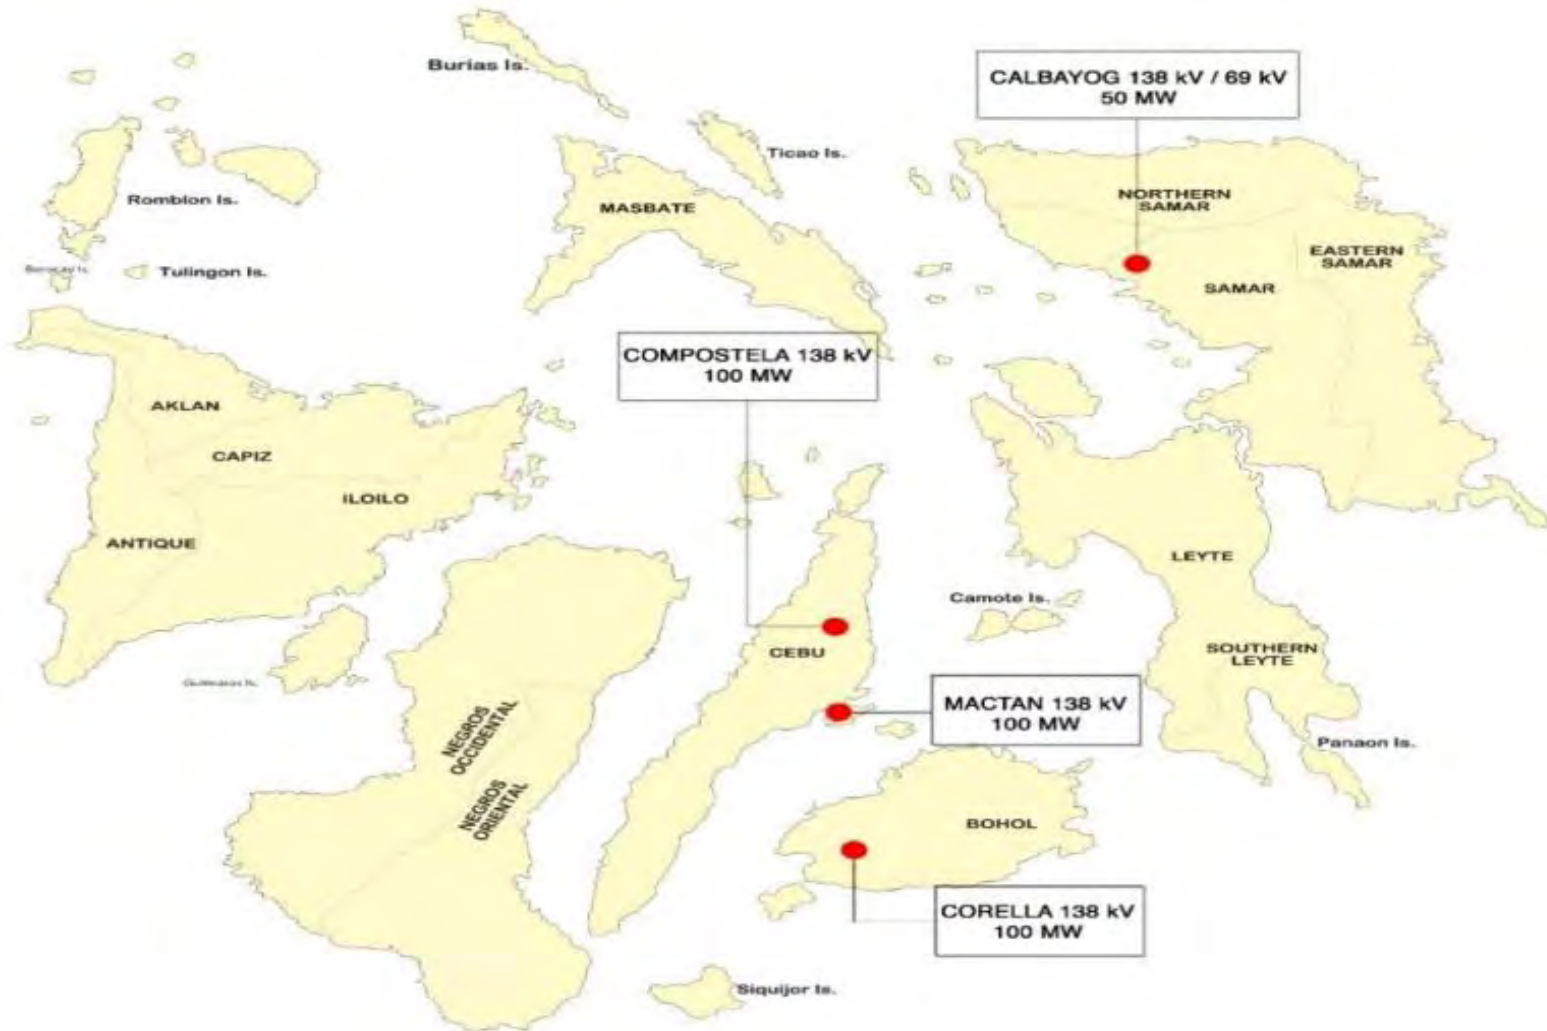 Burias Is.
CALBAYOG 138 kV / 69 kV
50 MW
Ticao Is.
Romblon Is.
MASBATE
NORTHERN
SAMAR
EASTERN
SAMAR
Tulingon Is.
SAMAR
COMPOSTELA 138 kV
100 MW
AKLAN
CAPIZ
ILOILO
ANTIQUE
LEYTE
Camote Is.
CEBU
SOUTHERN
LEYTE
MACTAN 138 kV
100 MW
NEGROS
OCCIDENTAL
Panaon Is.
NEGROS
ORIENTAL
BOHOL
CORELLA 138 kV
100 MW
Siquijor Is.